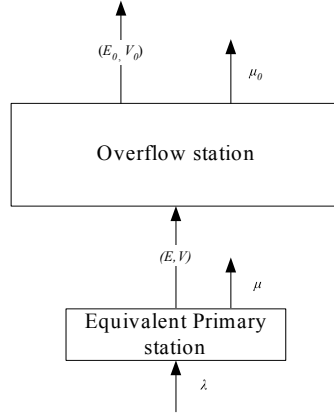 (E₀, V₀)
μ₀
Overflow station
(E,V)
μ
Equivalent Primary
station
λ